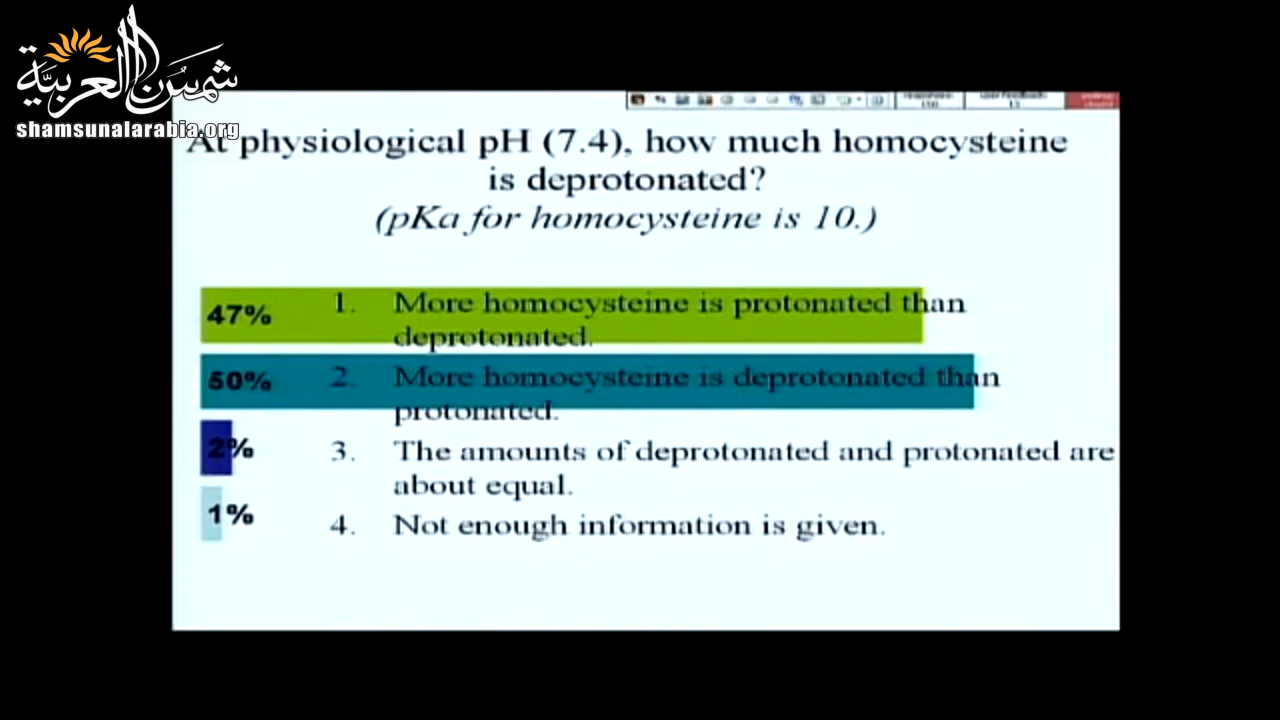 شمس العربية
shamsunalarabia.org
At physiological pH (7.4), how much homocysteine
is deprotonated?
(pKa for homocysteine is 10.)
47% 1. More homocysteine is protonated than
deprotonated.
50% 2. More homocysteine is deprotonated than
protonated.
2% 3. The amounts of deprotonated and protonated are
about equal.
1% 4. Not enough information is given.